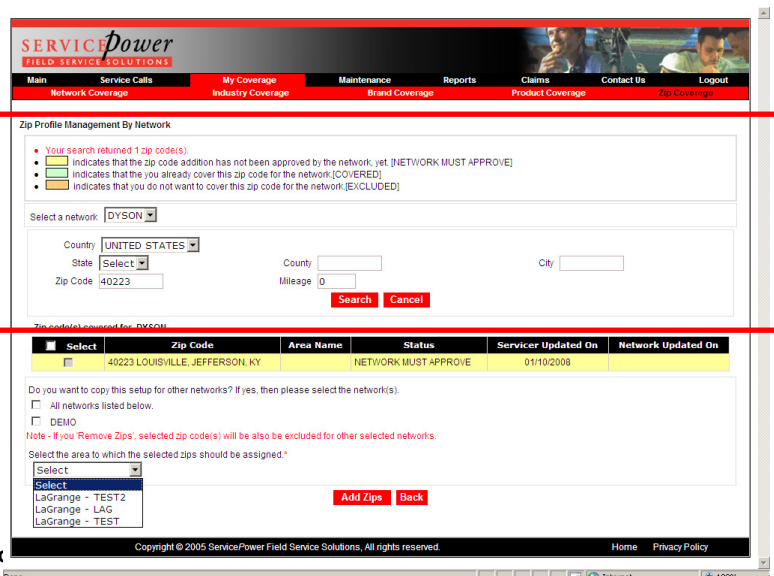 SERVICEPower
FIELD SERVICE SOLUTIONS
Main Service Calls My Coverage Maintenance Reports Claims Contact Us Logout
Network Coverage Industry Coverage Brand Coverage Product Coverage Zip Coverage
Zip Profile Management By Network
Your search returned 1 zip code(s).
indicates that the zip code addition has not been approved by the network, yet. [NETWORK MUST APPROVE]
indicates that the you already cover this zip code for the network.[COVERED]
indicates that you do not want to cover this zip code for the network.[EXCLUDED]
Select a network DYSON
Country UNITED STATES
State Select County City
Zip Code 40223 Mileage 0
Search Cancel
Zip code(s) covered for DYSON
Select Zip Code Area Name Status Servicer Updated On Network Updated On
40223 LOUISVILLE, JEFFERSON, KY NETWORK MUST APPROVE 01/10/2008
Do you want to copy this setup for other networks? If yes, then please select the network(s).
All networks listed below.
DEMO
Note - If you 'Remove Zips', selected zip code(s) will be also be excluded for other selected networks.
Select the area to which the selected zips should be assigned.*
Select
Select
LaGrange - TEST2
LaGrange - LAG
LaGrange - TEST
Add Zips Back
Copyright © 2005 ServicePower Field Service Solutions, All rights reserved. Home Privacy Policy